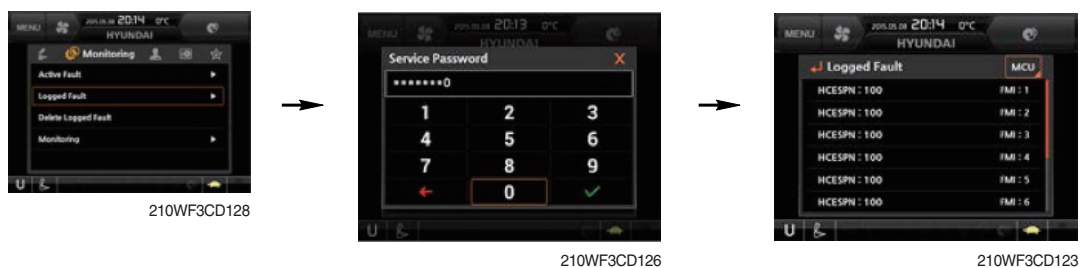 MENU 2015.05.08 20:14 0℃
HYUNDAI
Monitoring
Active Fault
Logged Fault
Delete Logged Fault
Monitoring
U
210WF3CD128
MENU 2015.05.08 20:13 0℃
HYUNDAI
Service Password X
*******0
1 2 3
4 5 6
7 8 9
0
U
210WF3CD126
MENU 2015.05.08 20:14 0℃
HYUNDAI
Logged Fault MCU
HCESPN : 100 FMI : 1
HCESPN : 100 FMI : 2
HCESPN : 100 FMI : 3
HCESPN : 100 FMI : 4
HCESPN : 100 FMI : 5
HCESPN : 100 FMI : 6
U
210WF3CD123